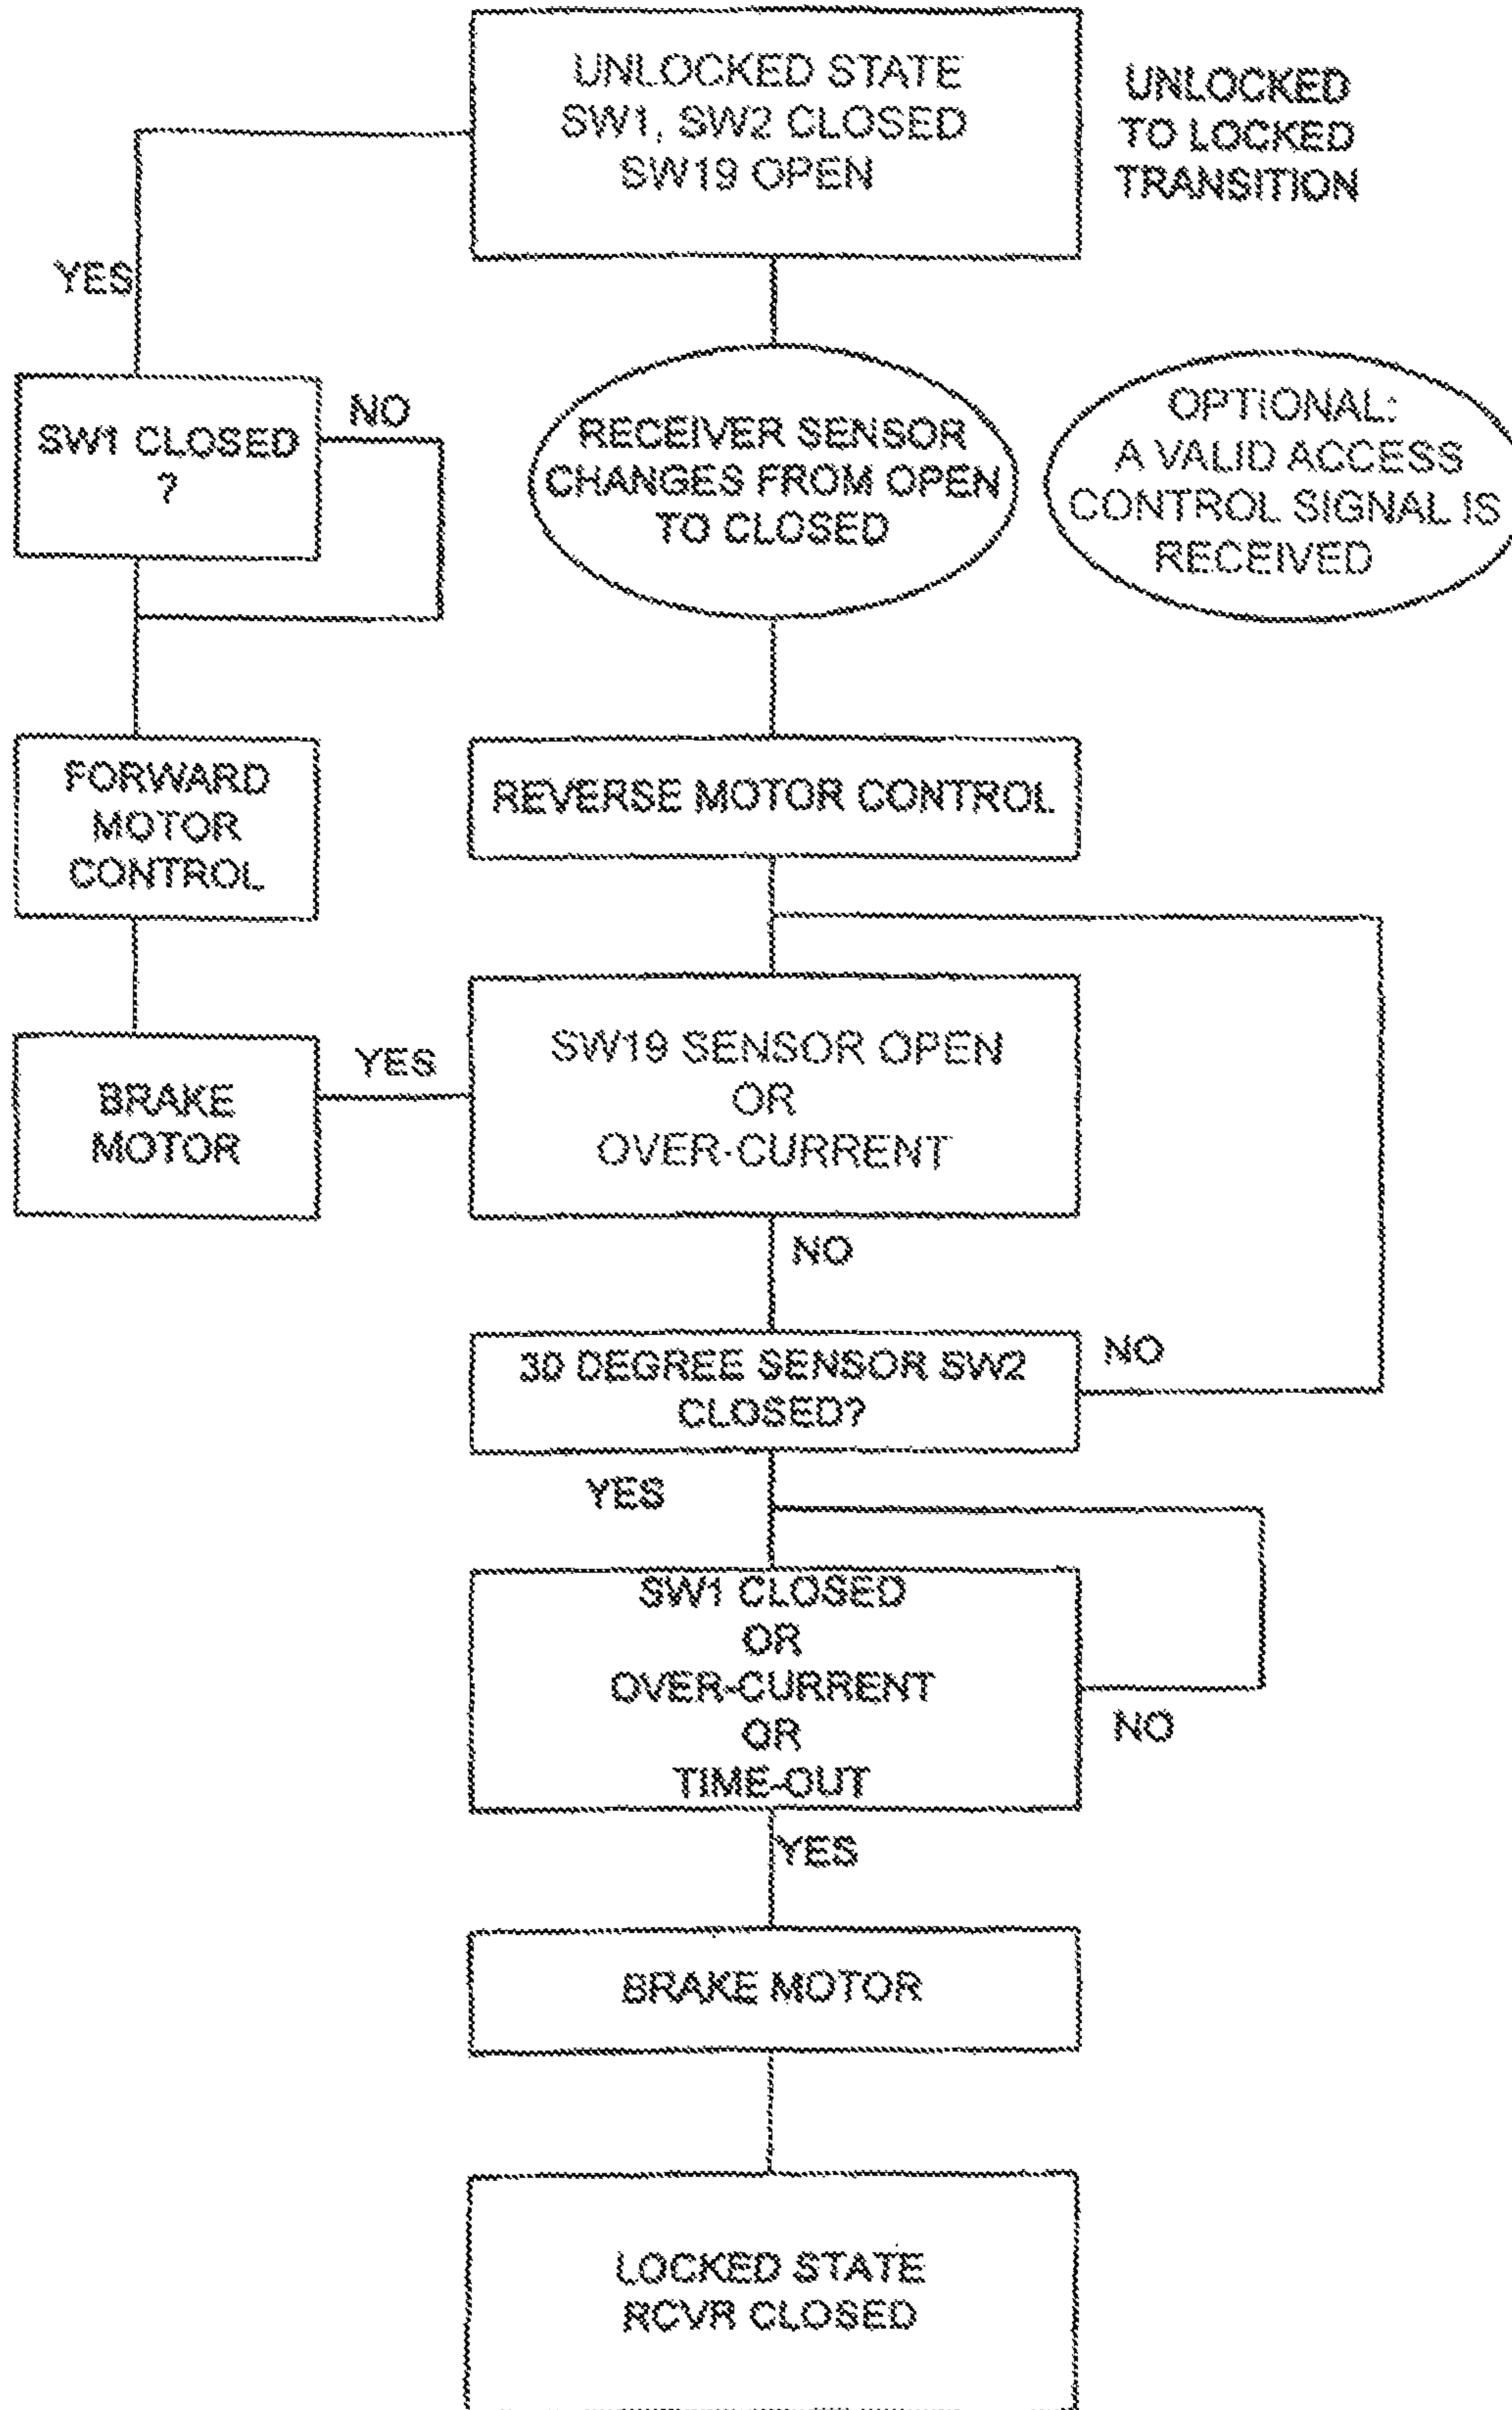 UNLOCKED STATE
SW1, SW2 CLOSED
SW19 OPEN
UNLOCKED
TO LOCKED
TRANSITION
YES
SW1 CLOSED
?
NO
RECEIVER SENSOR
CHANGES FROM OPEN
TO CLOSED
OPTIONAL:
A VALID ACCESS
CONTROL SIGNAL IS
RECEIVED
FORWARD
MOTOR
CONTROL
REVERSE MOTOR CONTROL
BRAKE
MOTOR
YES
SW19 SENSOR OPEN
OR
OVER-CURRENT
NO
30 DEGREE SENSOR SW2
CLOSED?
NO
YES
SW1 CLOSED
OR
OVER-CURRENT
OR
TIME-OUT
NO
YES
BRAKE MOTOR
LOCKED STATE
RCVR CLOSED